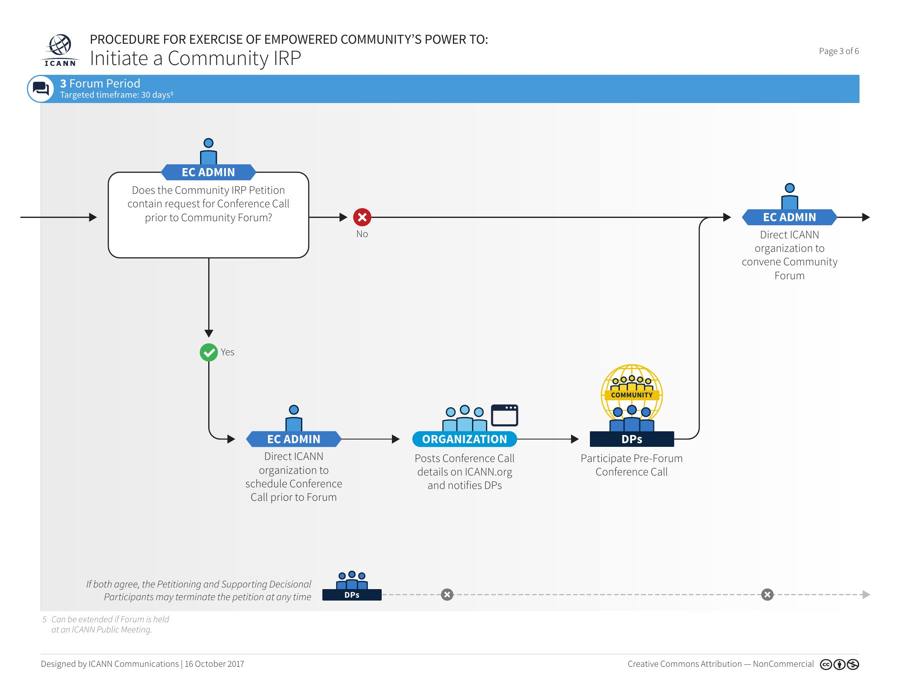 PROCEDURE FOR EXERCISE OF EMPOWERED COMMUNITY'S POWER TO:
Initiate a Community IRP
ICANN
Page 3 of 6
3 Forum Period
Targeted timeframe: 30 days⁵
EC ADMIN
Does the Community IRP Petition
contain request for Conference Call
prior to Community Forum?
No
EC ADMIN
Direct ICANN
organization to
convene Community
Forum
Yes
EC ADMIN
Direct ICANN
organization to
schedule Conference
Call prior to Forum
ORGANIZATION
Posts Conference Call
details on ICANN.org
and notifies DPs
COMMUNITY
DPs
Participate Pre-Forum
Conference Call
If both agree, the Petitioning and Supporting Decisional
Participants may terminate the petition at any time
DPs
5 Can be extended if Forum is held
at an ICANN Public Meeting.
Designed by ICANN Communications | 16 October 2017
Creative Commons Attribution — NonCommercial